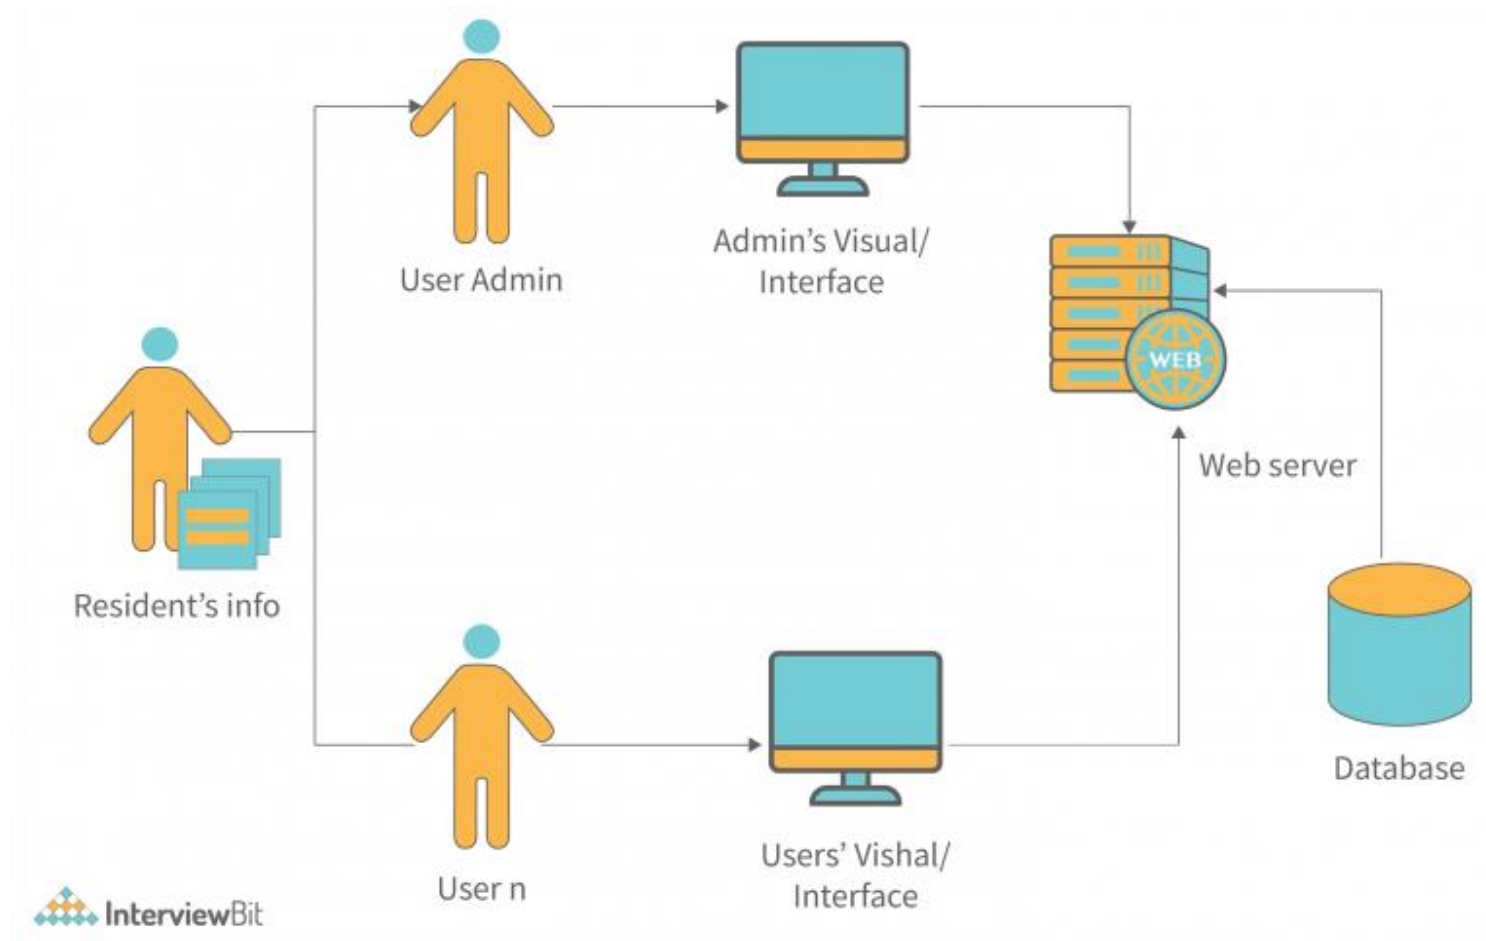 User Admin
Admin's Visual/
Interface
WEB
Web server
Resident's info
User n
Users' Vishal/
Interface
Database
InterviewBit